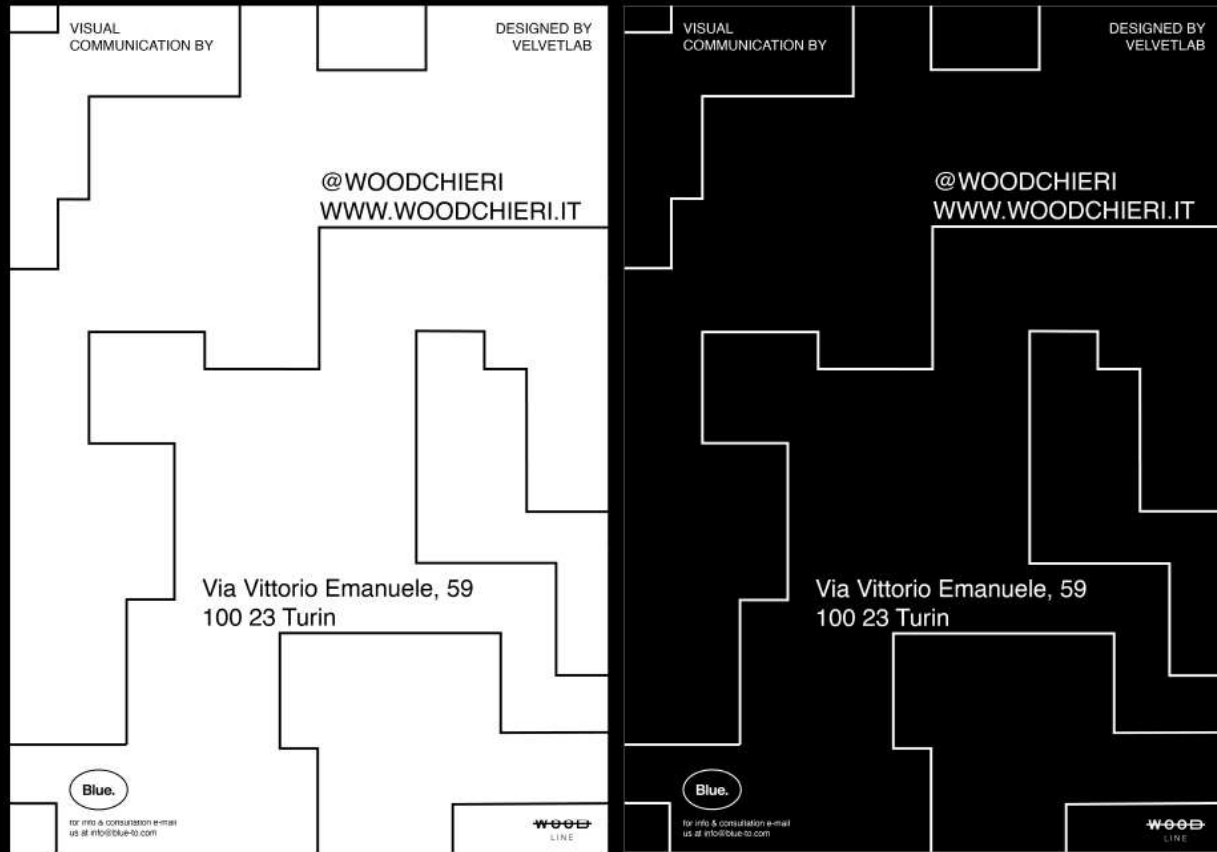 VISUAL
COMMUNICATION BY
DESIGNED BY
VELVETLAB
@WOODCHIERI
WWW.WOODCHIERI.IT
Via Vittorio Emanuele, 59
100 23 Turin
Blue.
for info & consultation e-mail
us at info@blue-to.com
WOOD
LINE
VISUAL
COMMUNICATION BY
DESIGNED BY
VELVETLAB
@WOODCHIERI
WWW.WOODCHIERI.IT
Via Vittorio Emanuele, 59
100 23 Turin
Blue.
for info & consultation e-mail
us at info@blue-to.com
WOOD
LINE